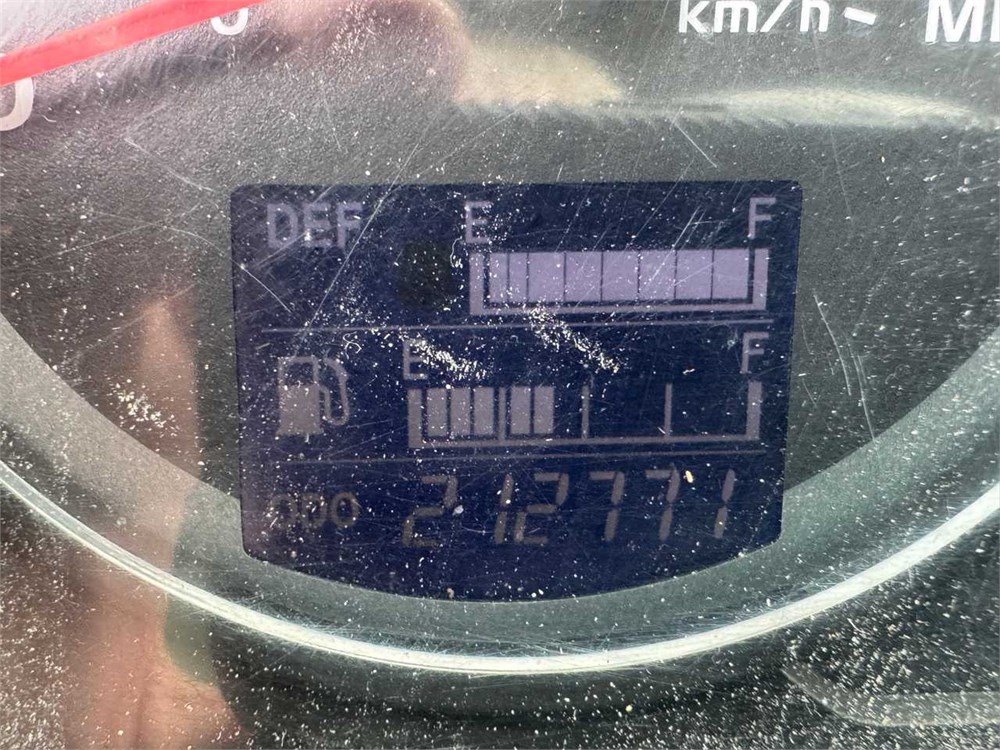 km/h MI
DEF E F
E F
ODO 212771